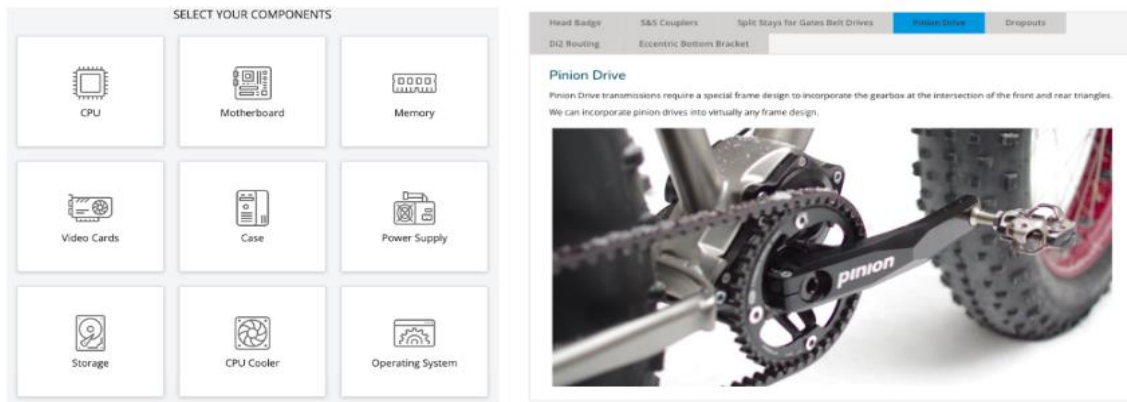 SELECT YOUR COMPONENTS
CPU
Motherboard
Memory
Video Cards
Case
Power Supply
Storage
CPU Cooler
Operating System
Head Badge
S&S Couplers
Split Stays for Gates Belt Drives
Pinion Drive
Dropouts
Di2 Routing
Eccentric Bottom Bracket
Pinion Drive
Pinion Drive transmissions require a special frame design to incorporate the gearbox at the intersection of the front and rear triangles.
We can incorporate pinion drives into virtually any frame design.
pinion